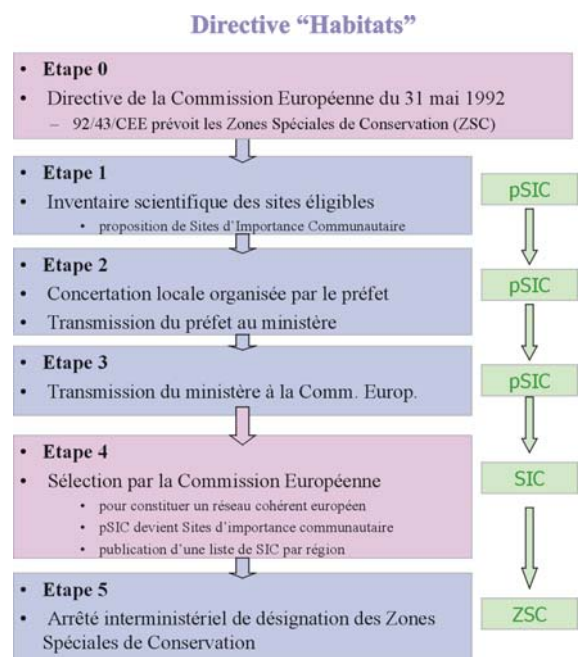 Directive “Habitats”
• Etape 0
• Directive de la Commission Européenne du 31 mai 1992
– 92/43/CEE prévoit les Zones Spéciales de Conservation (ZSC)
• Etape 1
• Inventaire scientifique des sites éligibles
• proposition de Sites d’Importance Communautaire
pSIC
• Etape 2
• Concertation locale organisée par le préfet
• Transmission du préfet au ministère
pSIC
• Etape 3
• Transmission du ministère à la Comm. Europ.
pSIC
• Etape 4
• Sélection par la Commission Européenne
• pour constituer un réseau cohérent européen
• pSIC devient Sites d’importance communautaire
• publication d’une liste de SIC par région
SIC
• Etape 5
• Arrêté interministériel de désignation des Zones
Spéciales de Conservation
ZSC